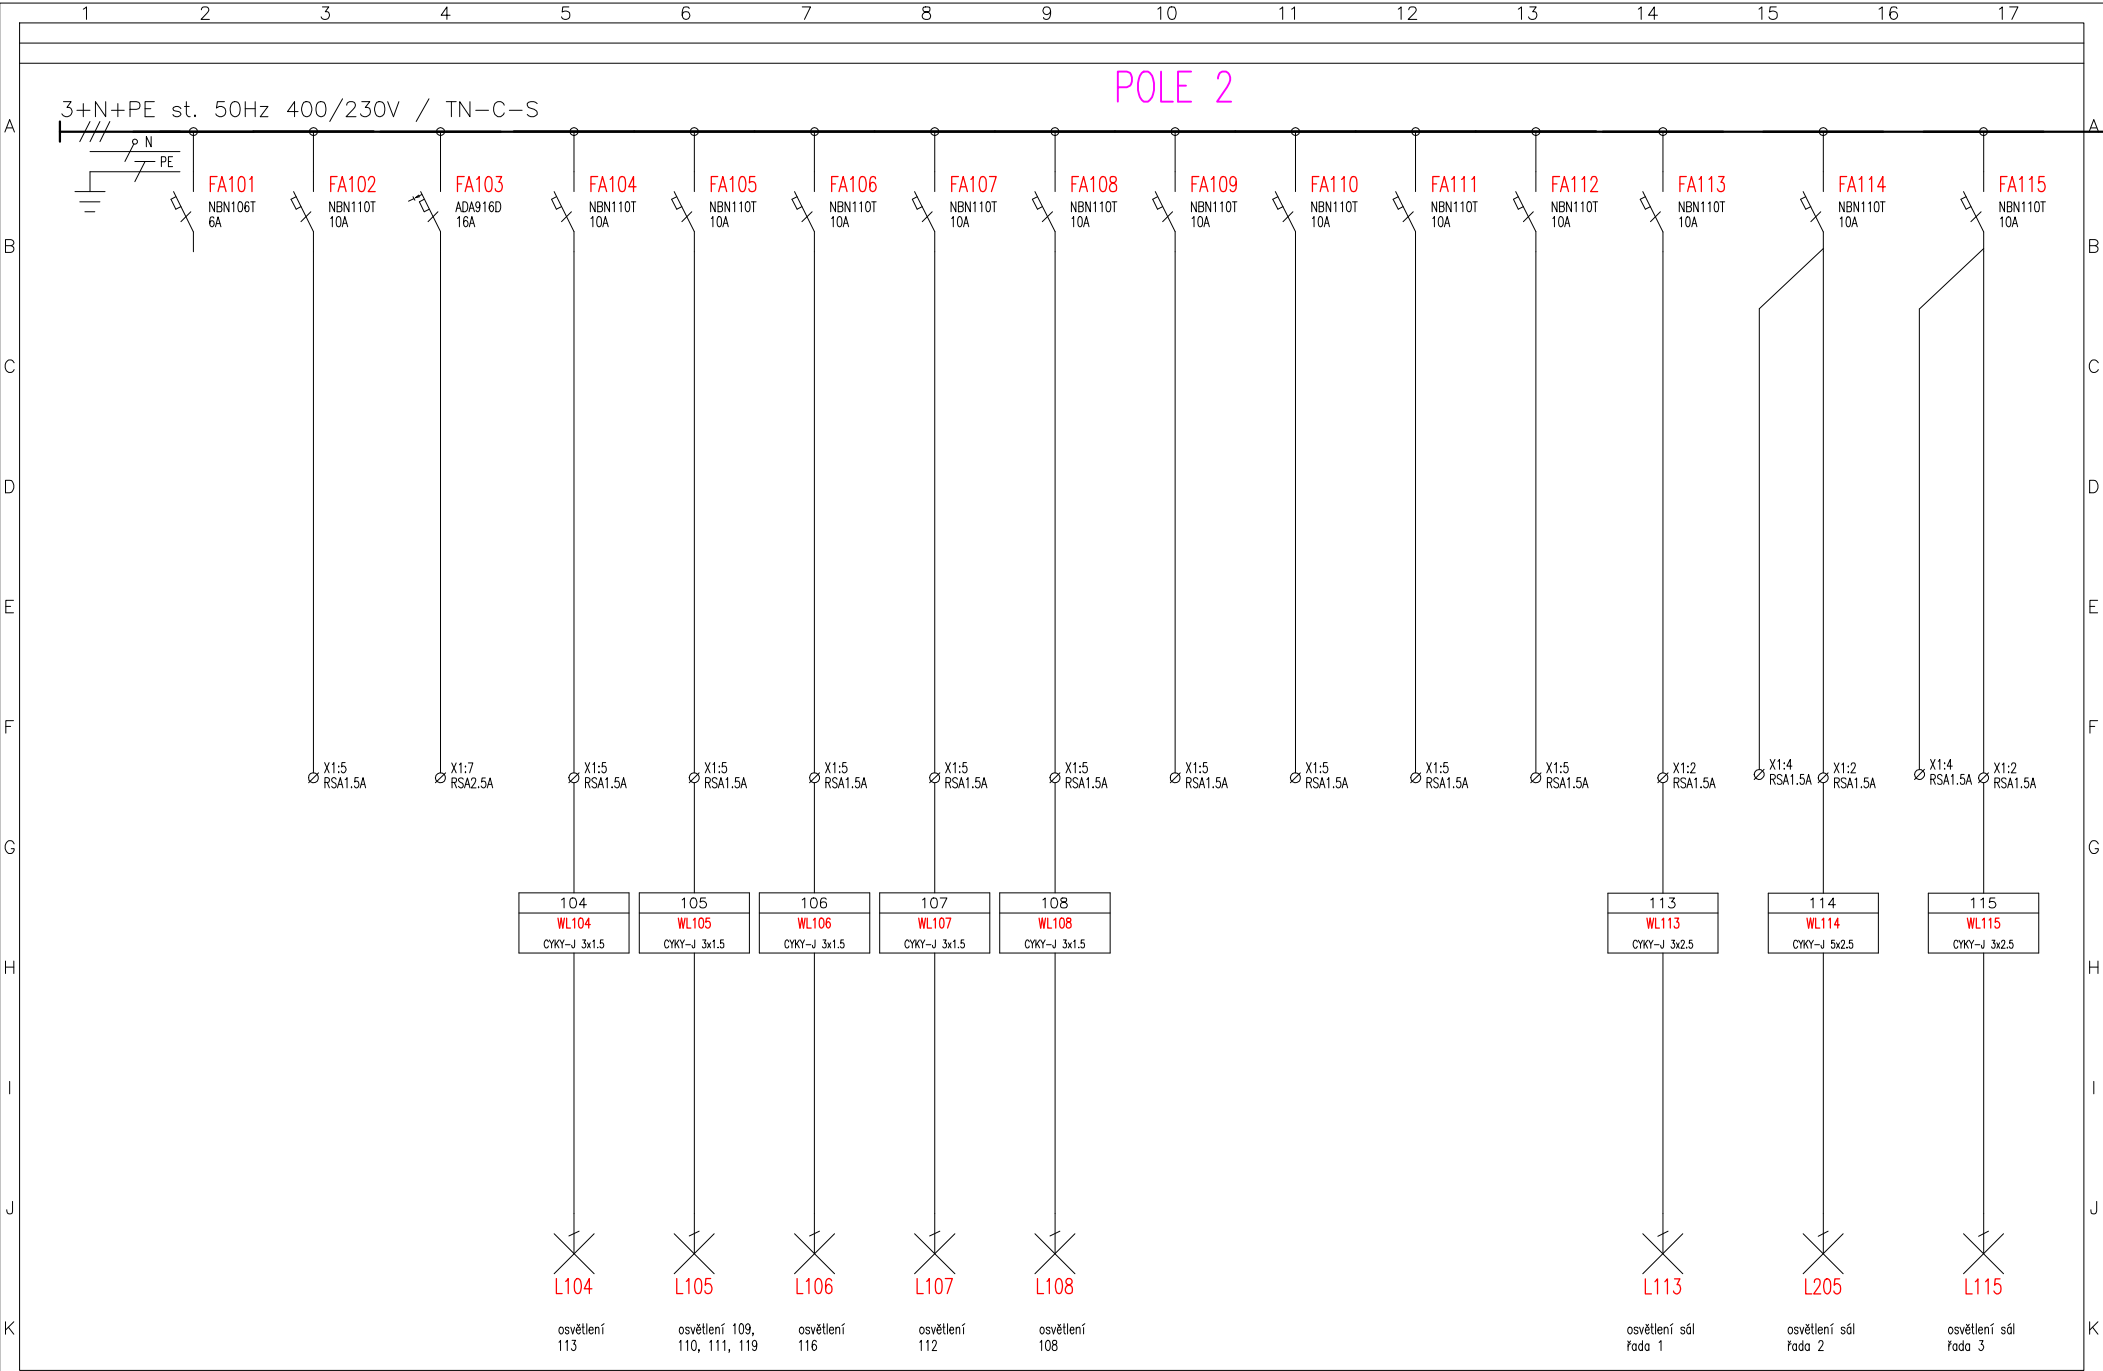 1 2 3 4 5 6 7 8 9 10 11 12 13 14 15 16 17
POLE 2
3+N+PE st. 50Hz 400/230V / TN-C-S
A A
N
PE
FA101 FA102 FA103 FA104 FA105 FA106 FA107 FA108 FA109 FA110 FA111 FA112 FA113 FA114 FA115
NBN106T NBN110T ADA916D NBN110T NBN110T NBN110T NBN110T NBN110T NBN110T NBN110T NBN110T NBN110T NBN110T NBN110T NBN110T
6A 10A 16A 10A 10A 10A 10A 10A 10A 10A 10A 10A 10A 10A 10A
B B
C C
D D
E E
F F
X1:5 X1:7 X1:5 X1:5 X1:5 X1:5 X1:5 X1:5 X1:5 X1:5 X1:5 X1:2 X1:4 X1:2 X1:4 X1:2
RSA1.5A RSA2.5A RSA1.5A RSA1.5A RSA1.5A RSA1.5A RSA1.5A RSA1.5A RSA1.5A RSA1.5A RSA1.5A RSA1.5A RSA1.5A RSA1.5A RSA1.5A RSA1.5A
G G
104 105 106 107 108 113 114 115
WL104 WL105 WL106 WL107 WL108 WL113 WL114 WL115
CYKY-J 3x1.5 CYKY-J 3x1.5 CYKY-J 3x1.5 CYKY-J 3x1.5 CYKY-J 3x1.5 CYKY-J 3x2.5 CYKY-J 5x2.5 CYKY-J 3x2.5
H H
I I
J J
L104 L105 L106 L107 L108 L113 L205 L115
K K
osvětlení osvětlení 109, osvětlení osvětlení osvětlení osvětlení sál osvětlení sál osvětlení sál
113 110, 111, 119 116 112 108 řada 1 řada 2 řada 3